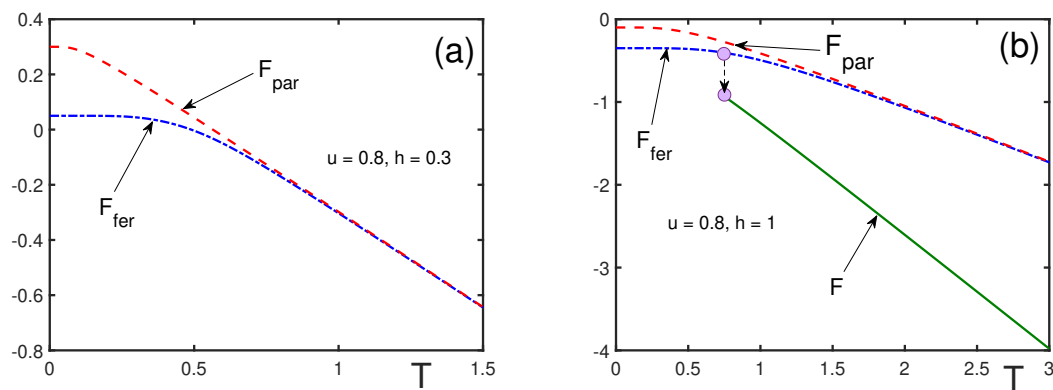 0.4
0.2
0
-0.2
-0.4
-0.6
-0.8
0
0.5
1
1.5
T
(a)
F_par
F_fer
u = 0.8, h = 0.3
0
-1
-2
-3
-4
0
0.5
1
1.5
2
2.5
3
T
(b)
F_par
F_fer
u = 0.8, h = 1
F